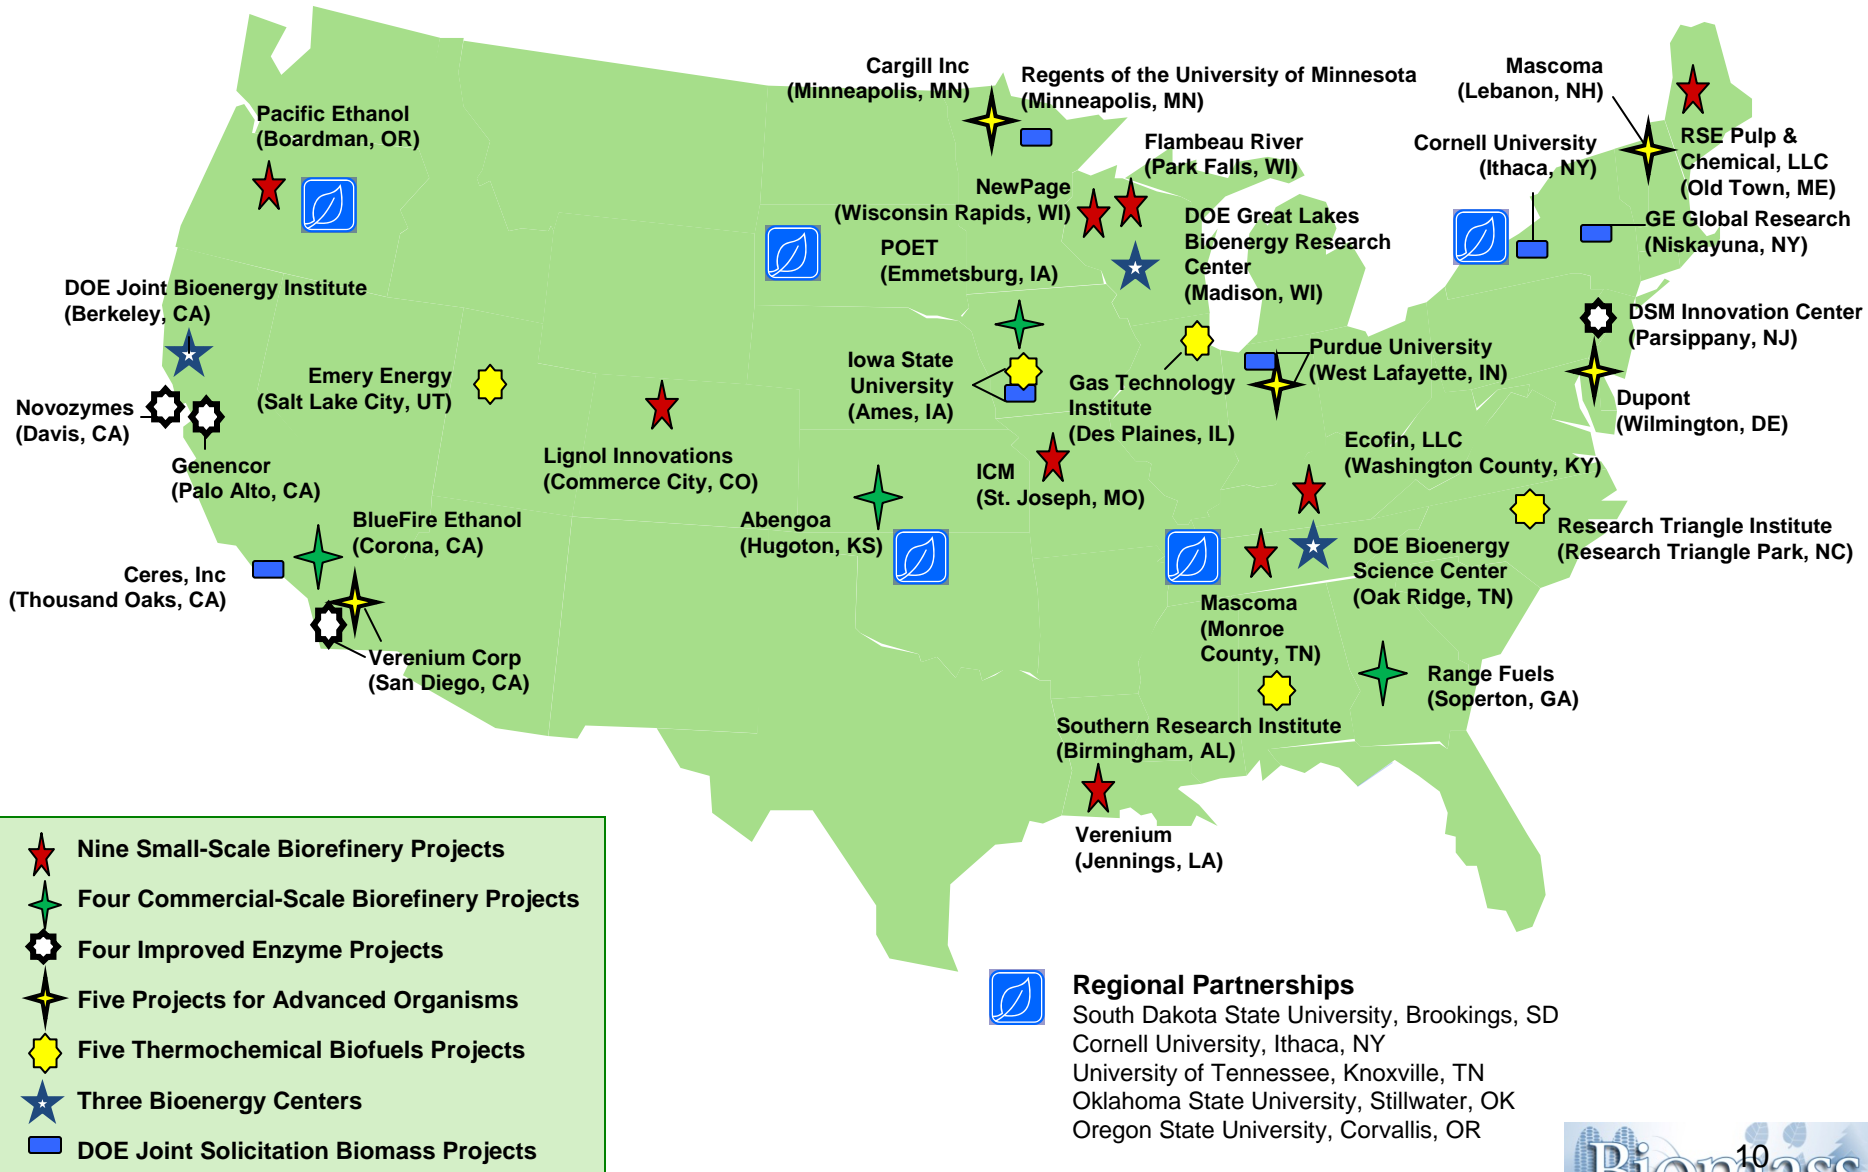 Cargill Inc
(Minneapolis, MN)
Regents of the University of Minnesota
(Minneapolis, MN)
Mascoma
(Lebanon, NH)
Pacific Ethanol
(Boardman, OR)
Flambeau River
(Park Falls, WI)
Cornell University
(Ithaca, NY)
RSE Pulp &
Chemical, LLC
(Old Town, ME)
NewPage
(Wisconsin Rapids, WI)
DOE Great Lakes
Bioenergy Research
Center
(Madison, WI)
GE Global Research
(Niskayuna, NY)
POET
(Emmetsburg, IA)
DOE Joint Bioenergy Institute
(Berkeley, CA)
DSM Innovation Center
(Parsippany, NJ)
Emery Energy
(Salt Lake City, UT)
Iowa State
University
(Ames, IA)
Gas Technology
Institute
(Des Plaines, IL)
Purdue University
(West Lafayette, IN)
Dupont
(Wilmington, DE)
Novozymes
(Davis, CA)
Genencor
(Palo Alto, CA)
Lignol Innovations
(Commerce City, CO)
ICM
(St. Joseph, MO)
Ecofin, LLC
(Washington County, KY)
BlueFire Ethanol
(Corona, CA)
Abengoa
(Hugoton, KS)
Research Triangle Institute
(Research Triangle Park, NC)
DOE Bioenergy
Science Center
(Oak Ridge, TN)
Ceres, Inc
(Thousand Oaks, CA)
Mascoma
(Monroe
County, TN)
Verenium Corp
(San Diego, CA)
Range Fuels
(Soperton, GA)
Southern Research Institute
(Birmingham, AL)
Verenium
(Jennings, LA)
Nine Small-Scale Biorefinery Projects
Four Commercial-Scale Biorefinery Projects
Four Improved Enzyme Projects
Five Projects for Advanced Organisms
Five Thermochemical Biofuels Projects
Three Bioenergy Centers
DOE Joint Solicitation Biomass Projects
Regional Partnerships
South Dakota State University, Brookings, SD
Cornell University, Ithaca, NY
University of Tennessee, Knoxville, TN
Oklahoma State University, Stillwater, OK
Oregon State University, Corvallis, OR
Biomass
10